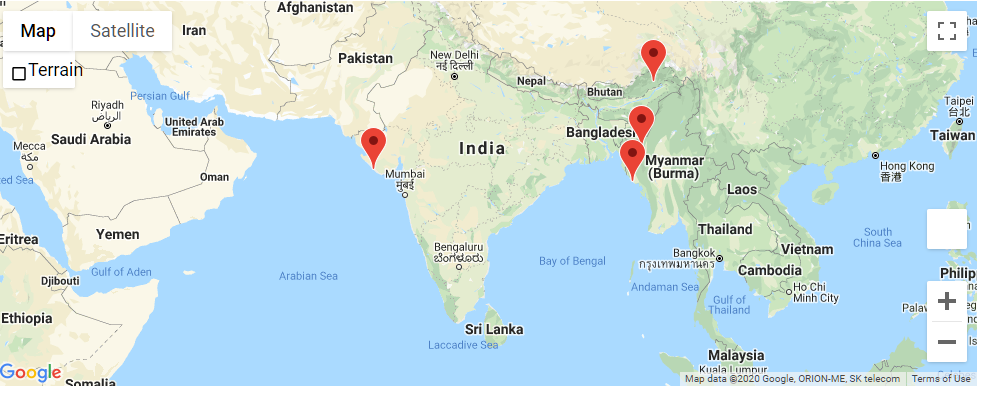 Map
Satellite
Terrain
Afghanistan
Iran
Pakistan
New Delhi
नई दिल्ली
Nepal
Bhutan
Persian Gulf
Riyadh
الرياض
United Arab
Emirates
Saudi Arabia
Mecca
مكة
Oman
Bangladesh
India
Mumbai
मुंबई
Myanmar
(Burma)
Taipei
台北
Taiwan
Hong Kong
香港
Laos
Yemen
Eritrea
Gulf of Aden
Djibouti
Ethiopia
Somalia
Arabian Sea
Bengaluru
ಬೆಂಗಳೂರು
Bay of Bengal
Thailand
Bangkok
กรุงเทพมหานคร
Vietnam
Cambodia
South
China Sea
Andaman Sea
Gulf of
Thailand
Ho Chi
Minh City
Philip
Palaw
Sri Lanka
Laccadive Sea
Malaysia
Kuala Lumpur
Google
Map data ©2020 Google, ORION-ME, SK telecom
Terms of Use